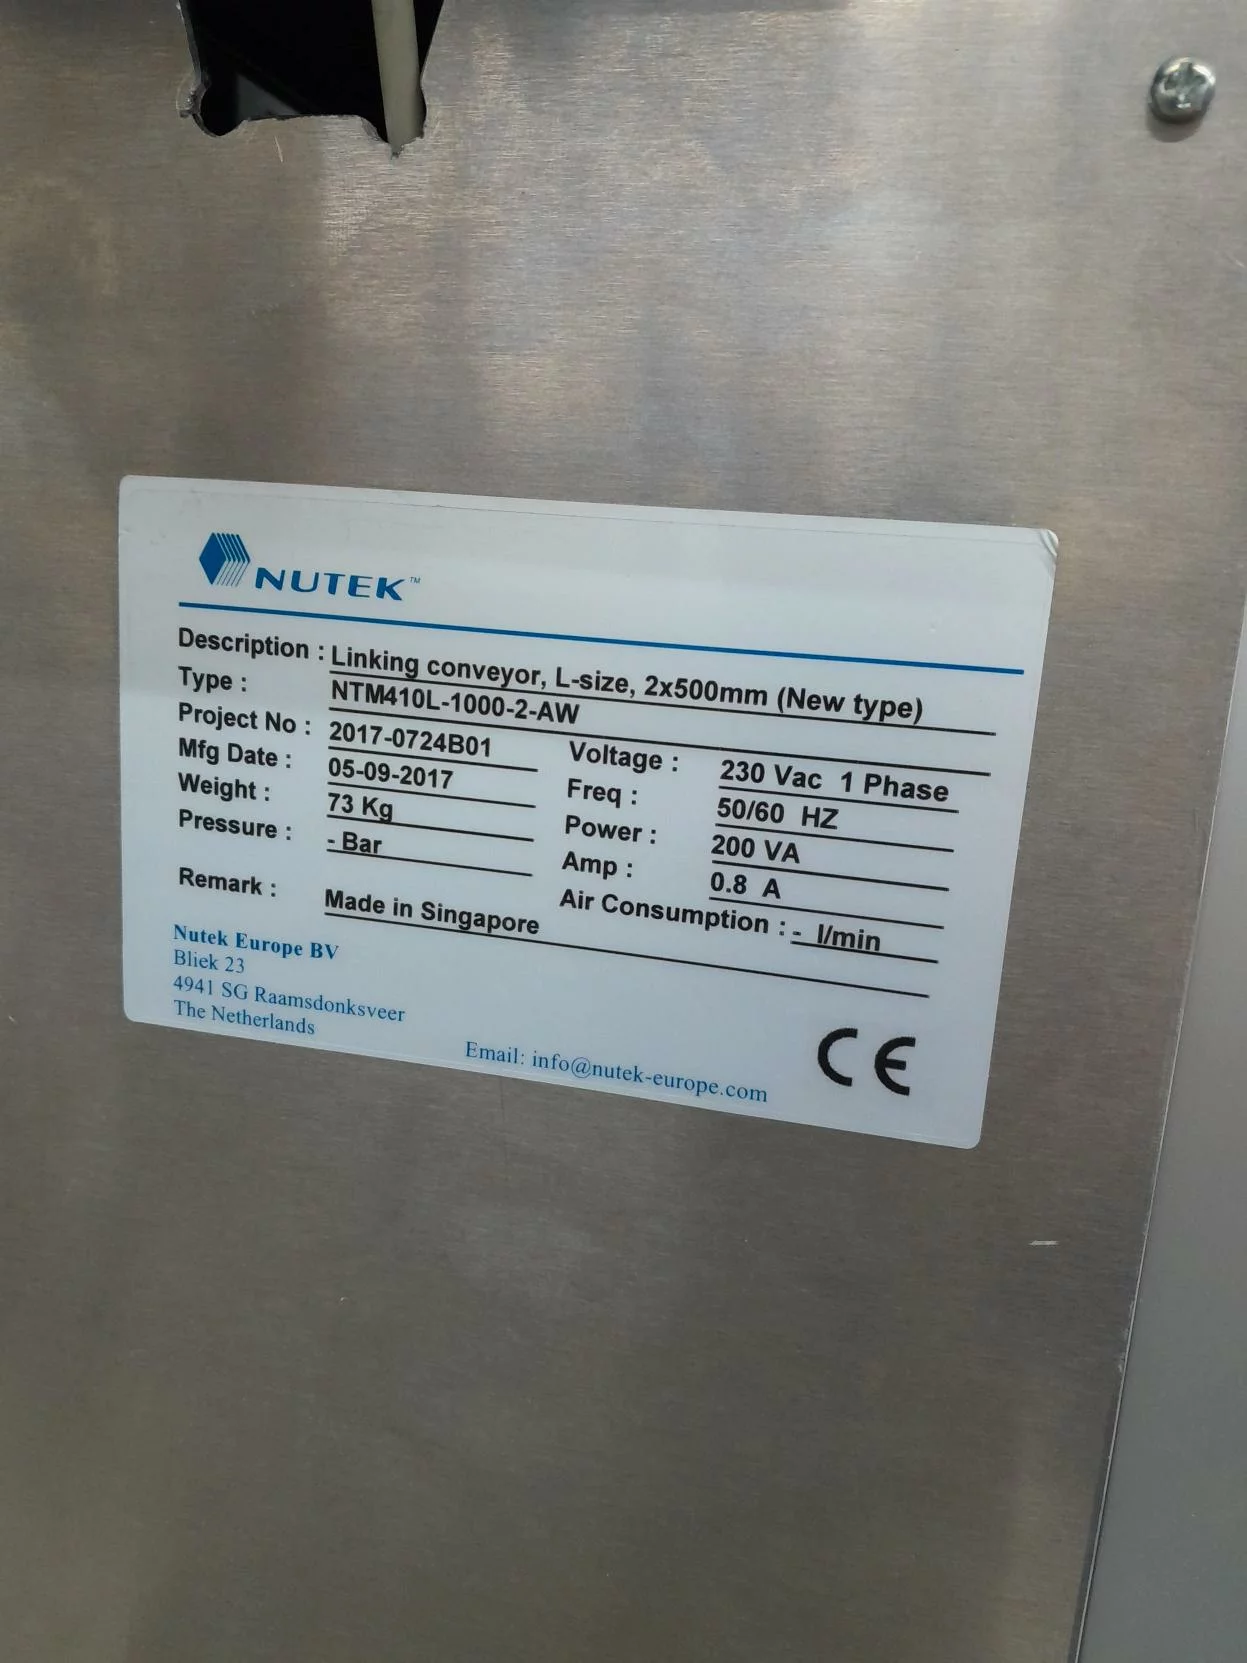 NUTEK™
Description : Linking conveyor, L-size, 2x500mm (New type)
Type : NTM410L-1000-2-AW
Project No : 2017-0724B01 Voltage : 230 Vac 1 Phase
Mfg Date : 05-09-2017 Freq : 50/60 HZ
Weight : 73 Kg Power : 200 VA
Pressure : - Bar Amp : 0.8 A
Air Consumption : - l/min
Remark : Made in Singapore
Nutek Europe BV
Bliek 23
4941 SG Raamsdonksveer
The Netherlands
Email: info@nutek-europe.com
CE